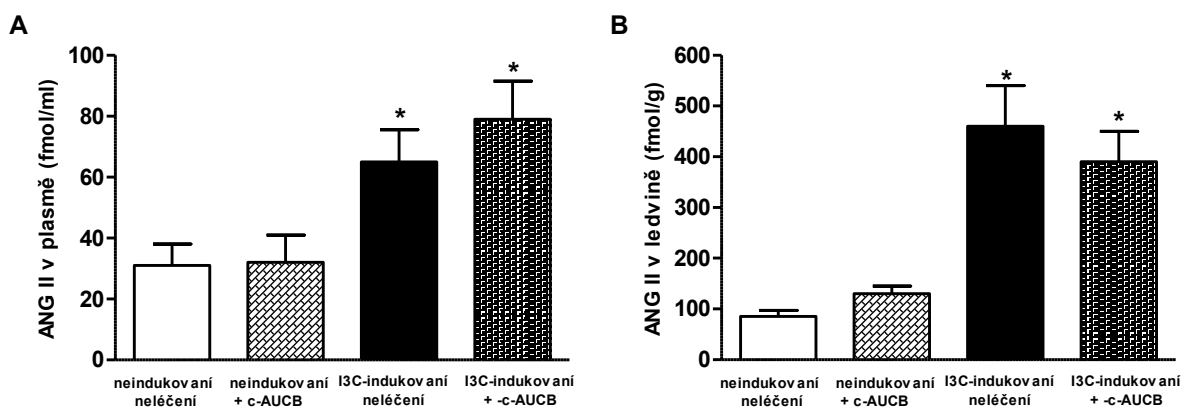 A
ANG II v plasmě (fmol/ml)
100
80
60
40
20
0
*
*
neindukovaní
neléčení
neindukovaní
+ c-AUCB
I3C-indukovaní
neléčení
I3C-indukovaní
+ -c-AUCB
B
ANG II v ledvině (fmol/g)
600
500
400
300
200
100
0
*
*
neindukovaní
neléčení
neindukovaní
+ c-AUCB
I3C-indukovaní
neléčení
I3C-indukovaní
+ -c-AUCB